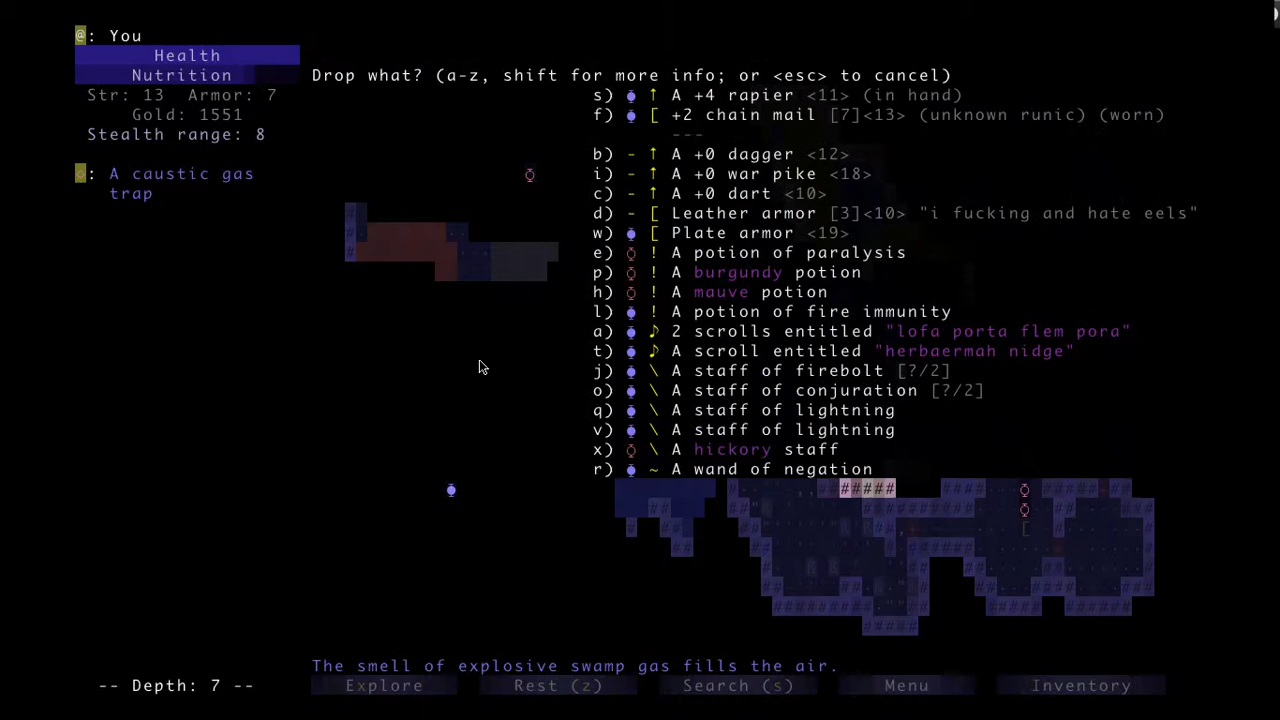 @: You
Health
Nutrition
Str: 13 Armor: 7
Gold: 1551
Stealth range: 8
◇: A caustic gas
trap
Drop what? (a-z, shift for more info; or <esc> to cancel)
s) ↑ A +4 rapier <11> (in hand)
f) [ +2 chain mail [7]<13> (unknown runic) (worn)
---
b) - ↑ A +0 dagger <12>
i) - ↑ A +0 war pike <18>
c) - ↑ A +0 dart <10>
d) - [ Leather armor [3]<10> "i fucking and hate eels"
w) [ Plate armor <19>
e) ! A potion of paralysis
p) ! A burgundy potion
h) ! A mauve potion
l) ! A potion of fire immunity
a) ♪ 2 scrolls entitled "lofa porta flem pora"
t) ♪ A scroll entitled "herbaermah nidge"
j) \ A staff of firebolt [?/2]
o) \ A staff of conjuration [?/2]
q) \ A staff of lightning
v) \ A staff of lightning
x) \ A hickory staff
r) ~ A wand of negation
The smell of explosive swamp gas fills the air.
-- Depth: 7 --
Explore
Rest (z)
Search (s)
Menu
Inventory